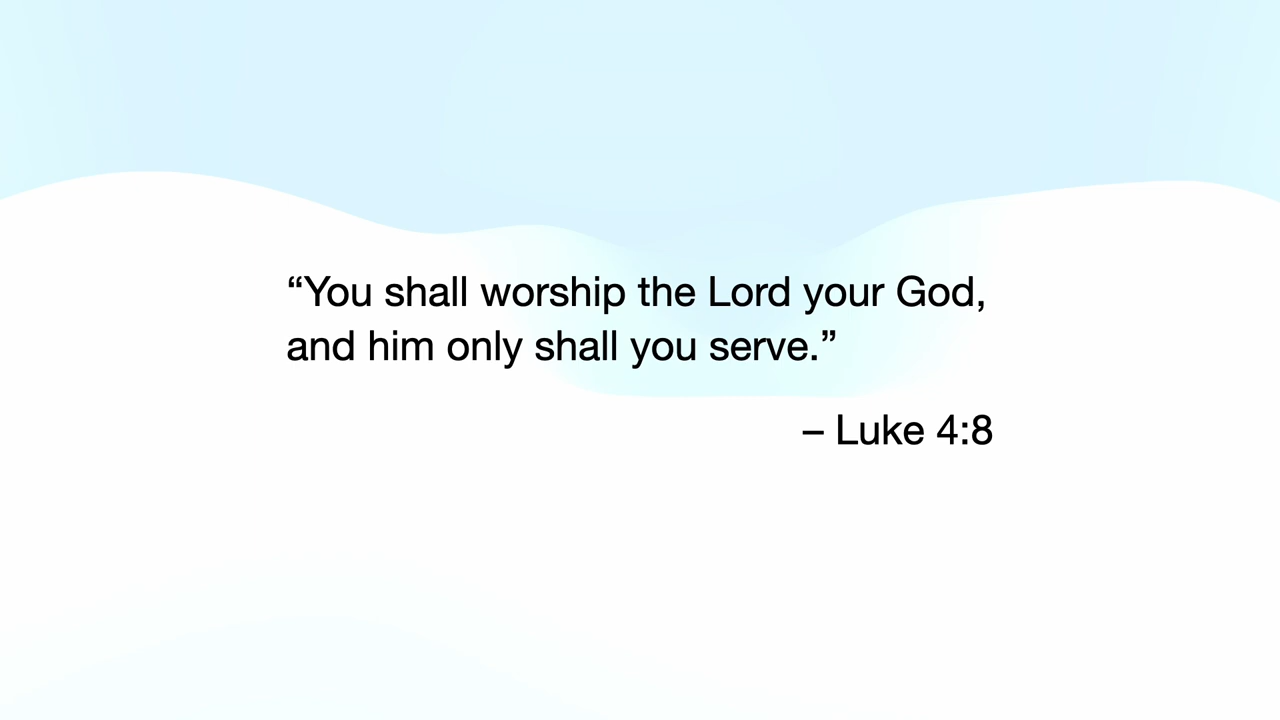 “You shall worship the Lord your God,
and him only shall you serve.”
– Luke 4:8